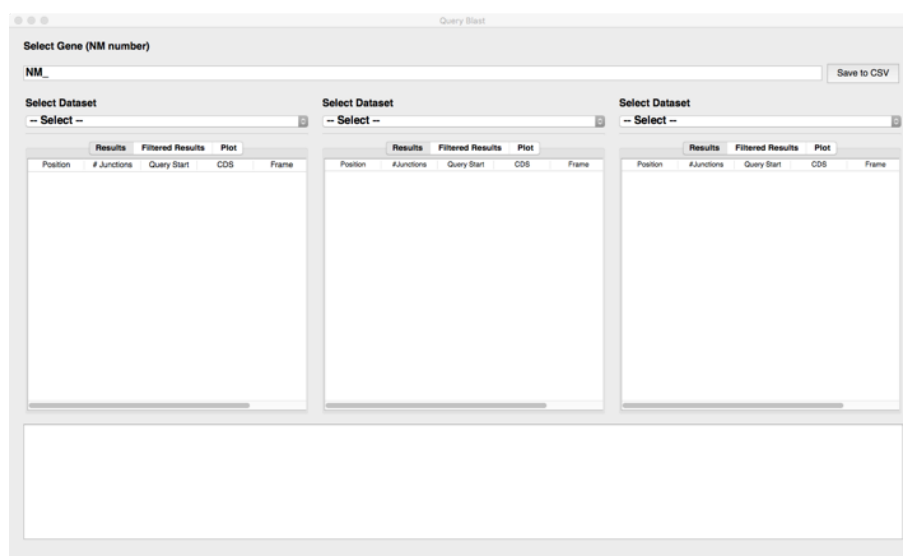 Query Blast
Select Gene (NM number)
NM_
Save to CSV
Select Dataset Select Dataset Select Dataset
-- Select -- -- Select -- -- Select --
Results Filtered Results Plot Results Filtered Results Plot Results Filtered Results Plot
Position # Junctions Query Start CDS Frame Position #Junctions Query Start CDS Frame Position #Junctions Query Start CDS Frame